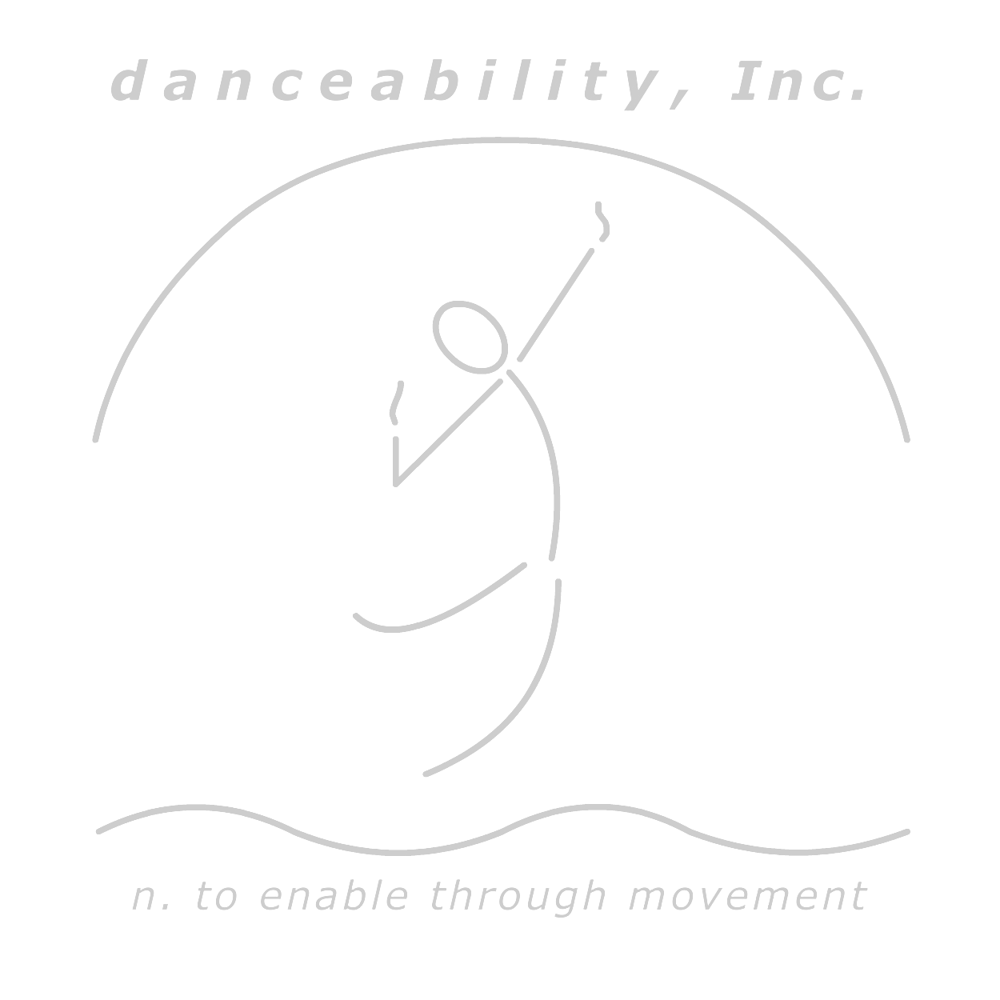 danceability, Inc.
n. to enable through movement